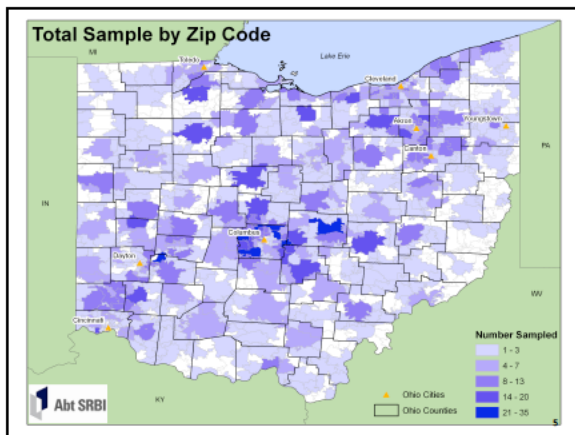 Total Sample by Zip Code
MI
Lake Erie
Toledo
Cleveland
Akron
Youngstown
Canton
PA
IN
Columbus
Dayton
WV
Cincinnati
KY
Number Sampled
1 - 3
4 - 7
8 - 13
14 - 20
21 - 35
Ohio Cities
Ohio Counties
Abt SRBI
5